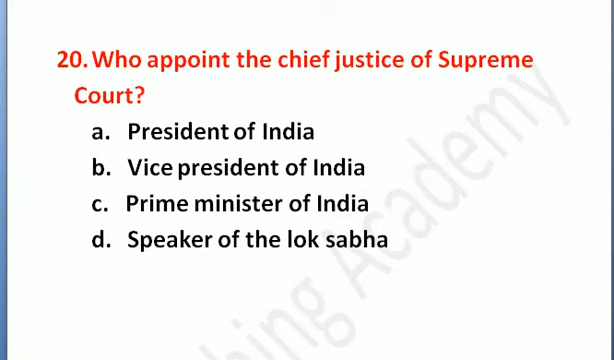 20. Who appoint the chief justice of Supreme
Court?
a. President of India
b. Vice president of India
c. Prime minister of India
d. Speaker of the lok sabha
Academy